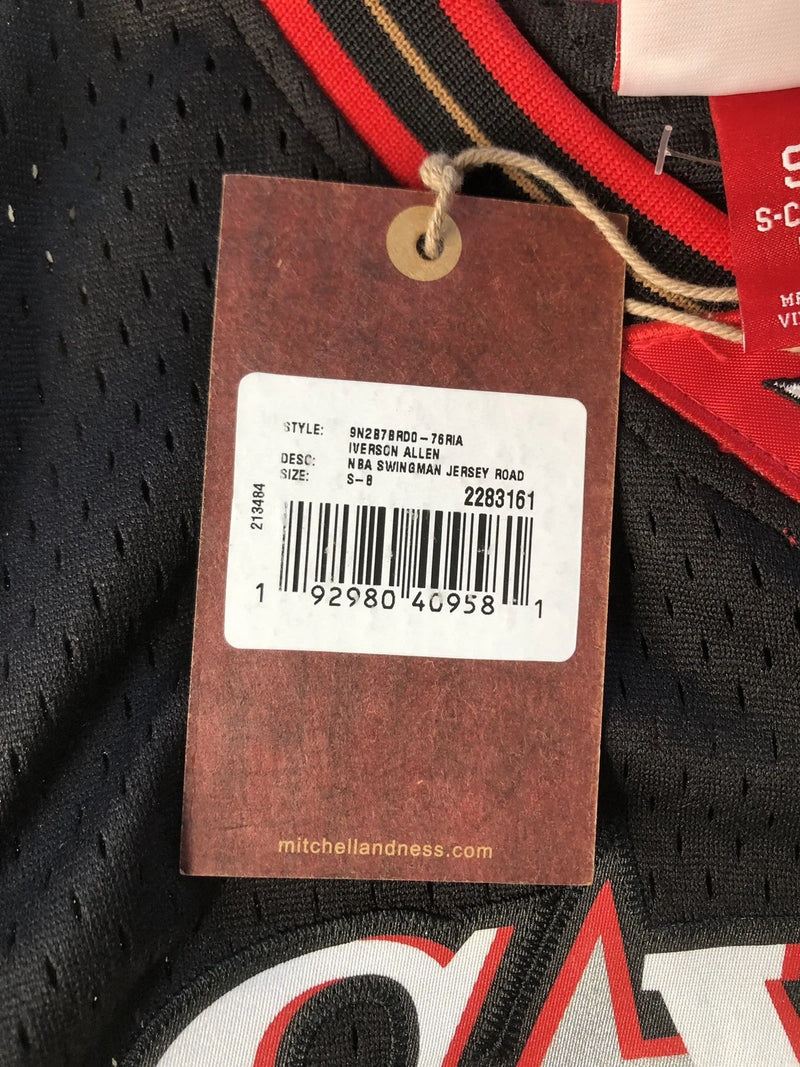 STYLE: 9N2B7BRD0-76RIA
IVERSON ALLEN
DESC: NBA SWINGMAN JERSEY ROAD
SIZE: S-8
2283161
213484
1 92980 40958 1
mitchellandness.com
S
S-C